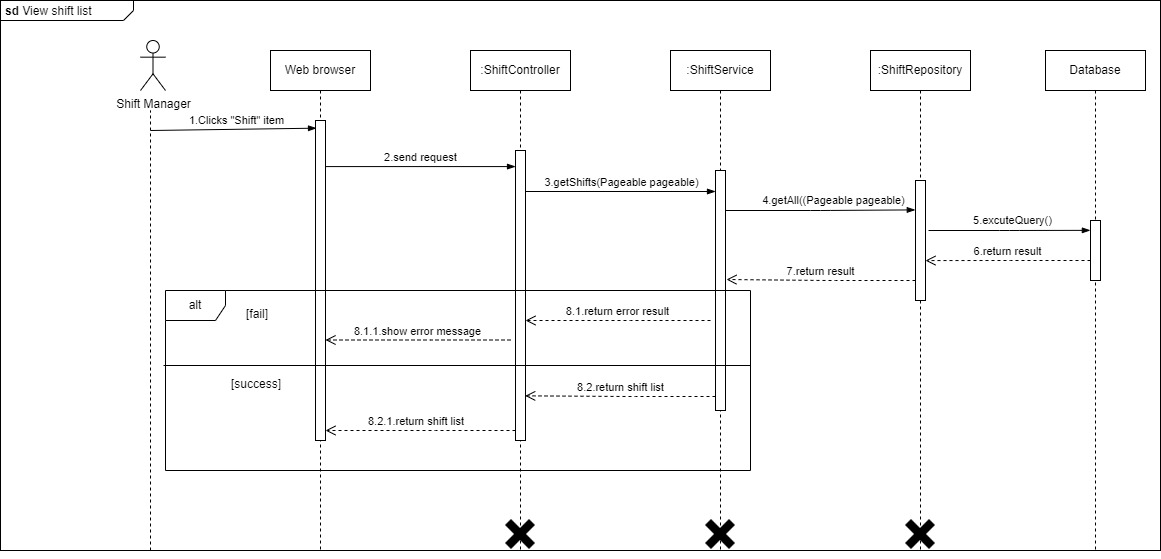 sd View shift list
Shift Manager
Web browser
:ShiftController
:ShiftService
:ShiftRepository
Database
1.Clicks "Shift" item
2.send request
3.getShifts(Pageable pageable)
4.getAll((Pageable pageable)
5.excuteQuery()
6.return result
7.return result
alt
[fail]
8.1.return error result
8.1.1.show error message
[success]
8.2.return shift list
8.2.1.return shift list